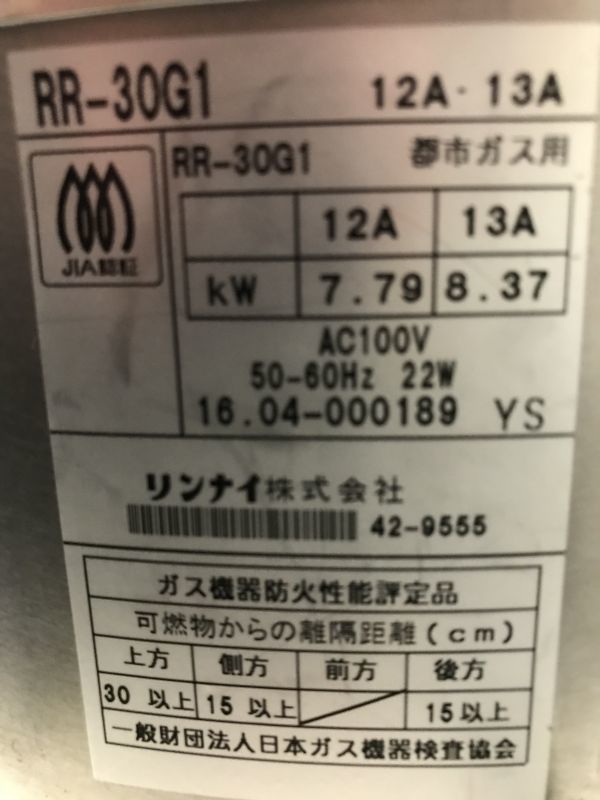 RR-30G1 12A·13A
JIA認証
RR-30G1 都市ガス用
12A 13A
kW 7.79 8.37
AC100V
50-60Hz 22W
16.04-000189 YS
リンナイ株式会社
42-9555
ガス機器防火性能評定品
可燃物からの離隔距離(cm)
上方 側方 前方 後方
30 以上 15 以上 15以上
一般財団法人日本ガス機器検査協会